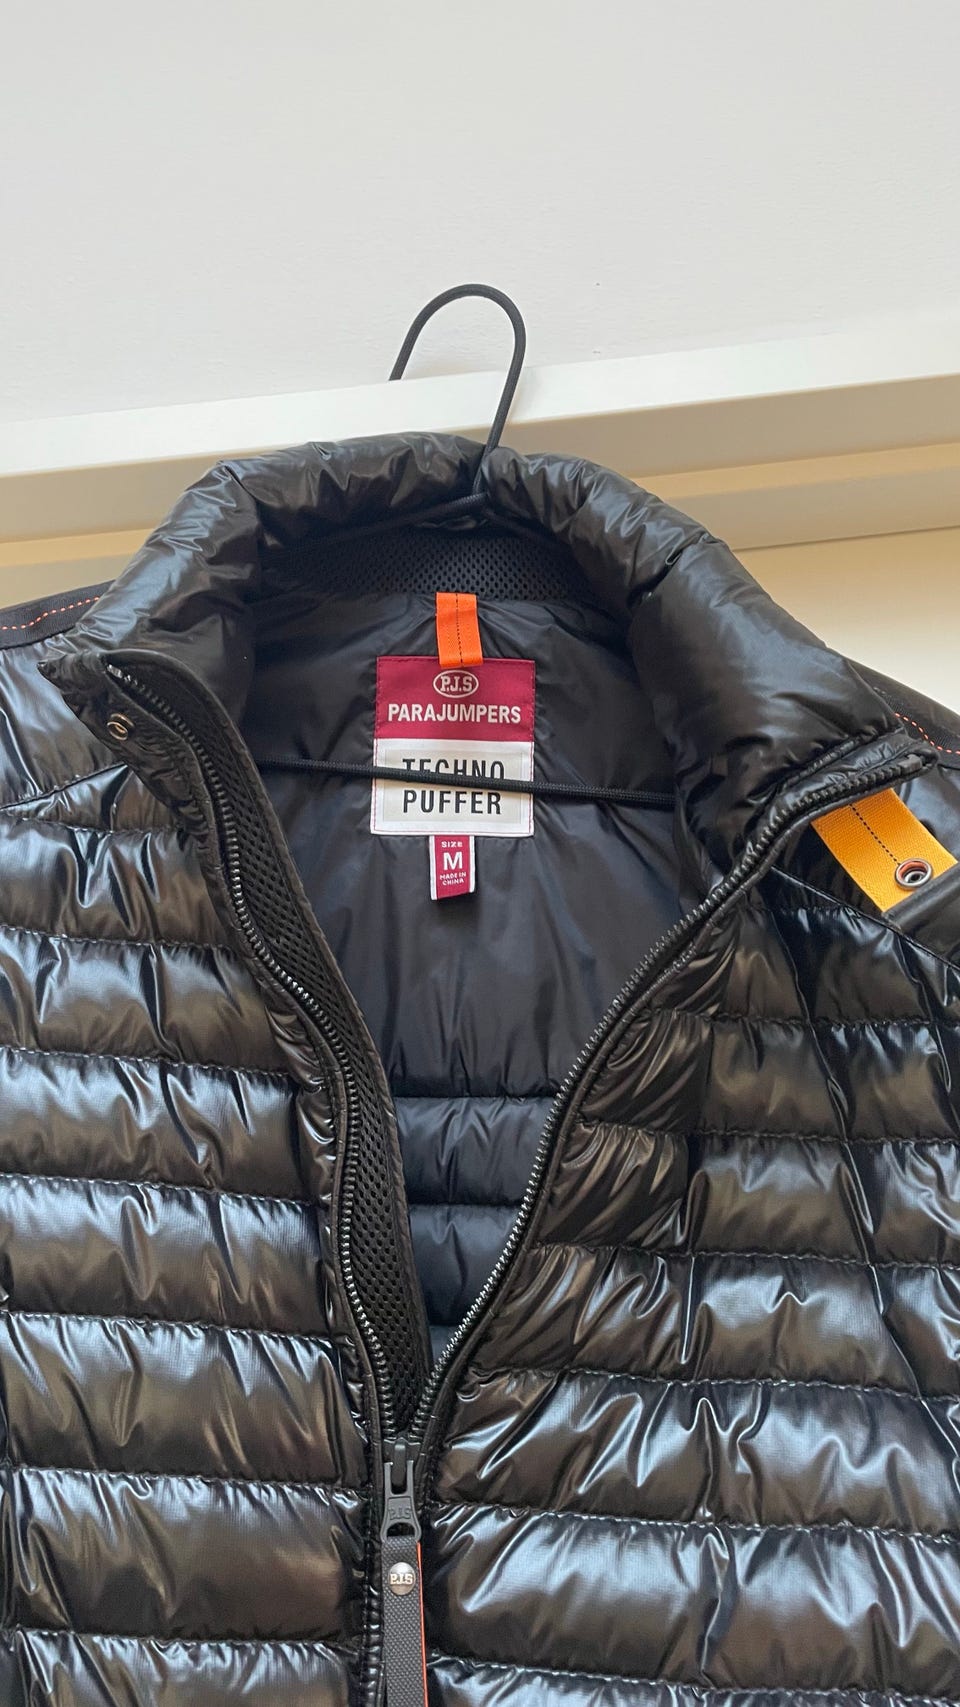 P.J.S
PARAJUMPERS
TECHNO
PUFFER
SIZE
M
MADE IN
CHINA
P.J.S
P.J.S